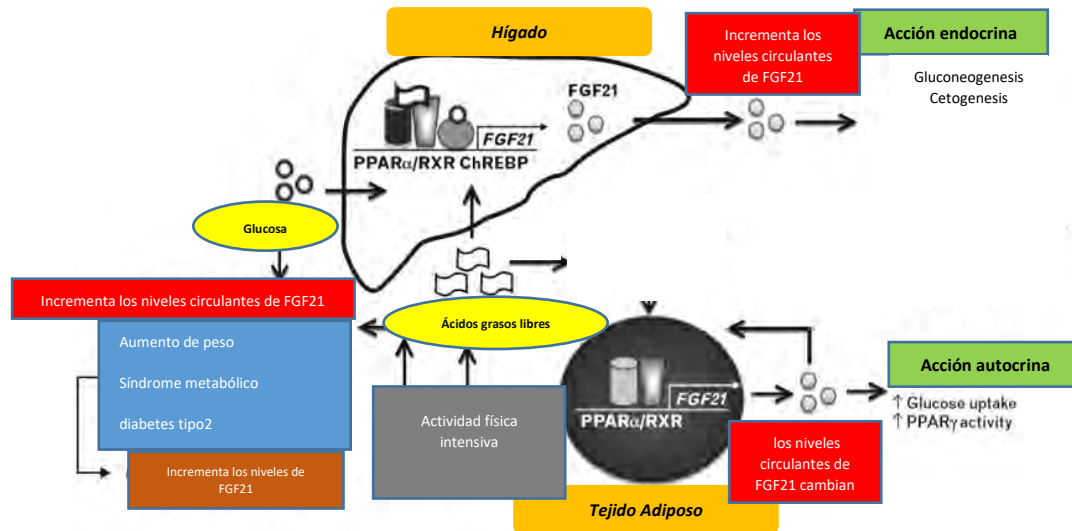 Hígado
Incrementa los
niveles circulantes
de FGF21
Acción endocrina
Gluconeogenesis
Cetogenesis
FGF21
FGF21
PPARα/RXR ChREBP
Glucosa
Incrementa los niveles circulantes de FGF21
Ácidos grasos libres
Aumento de peso
Síndrome metabólico
diabetes tipo2
Incrementa los niveles de
FGF21
Actividad física
intensiva
FGF21
PPARα/RXR
Acción autocrina
↑ Glucose uptake
↑ PPARγ activity
los niveles
circulantes de
FGF21 cambian
Tejido Adiposo